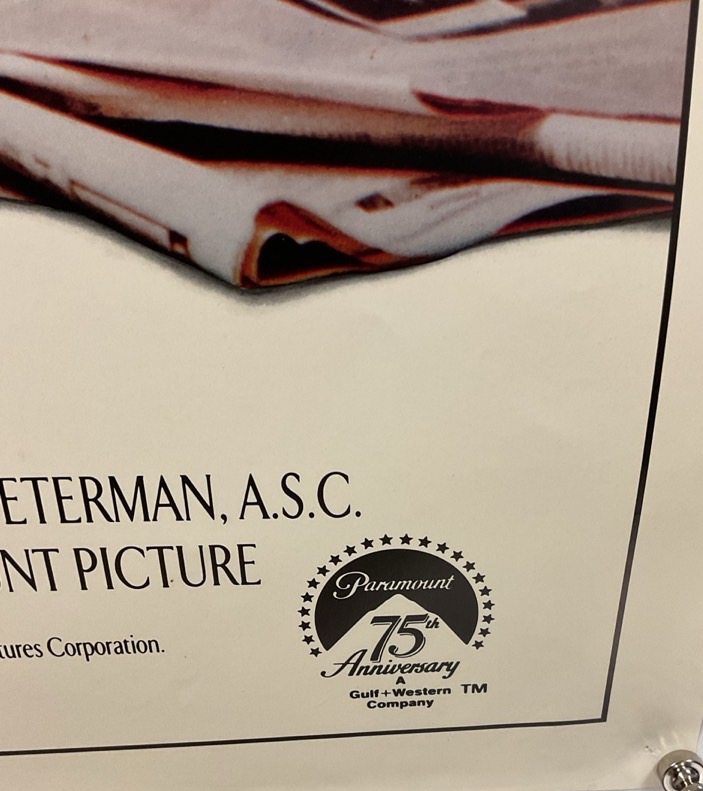 ETERMAN, A.S.C.
NT PICTURE
tures Corporation.
Paramount
75th
Anniversary
A
Gulf+Western TM
Company